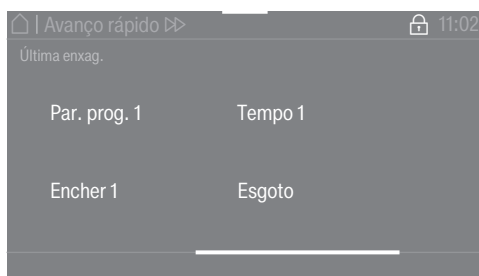 | Avanço rápido 11:02
Última enxag.
Par. prog. 1 Tempo 1
Encher 1 Esgoto